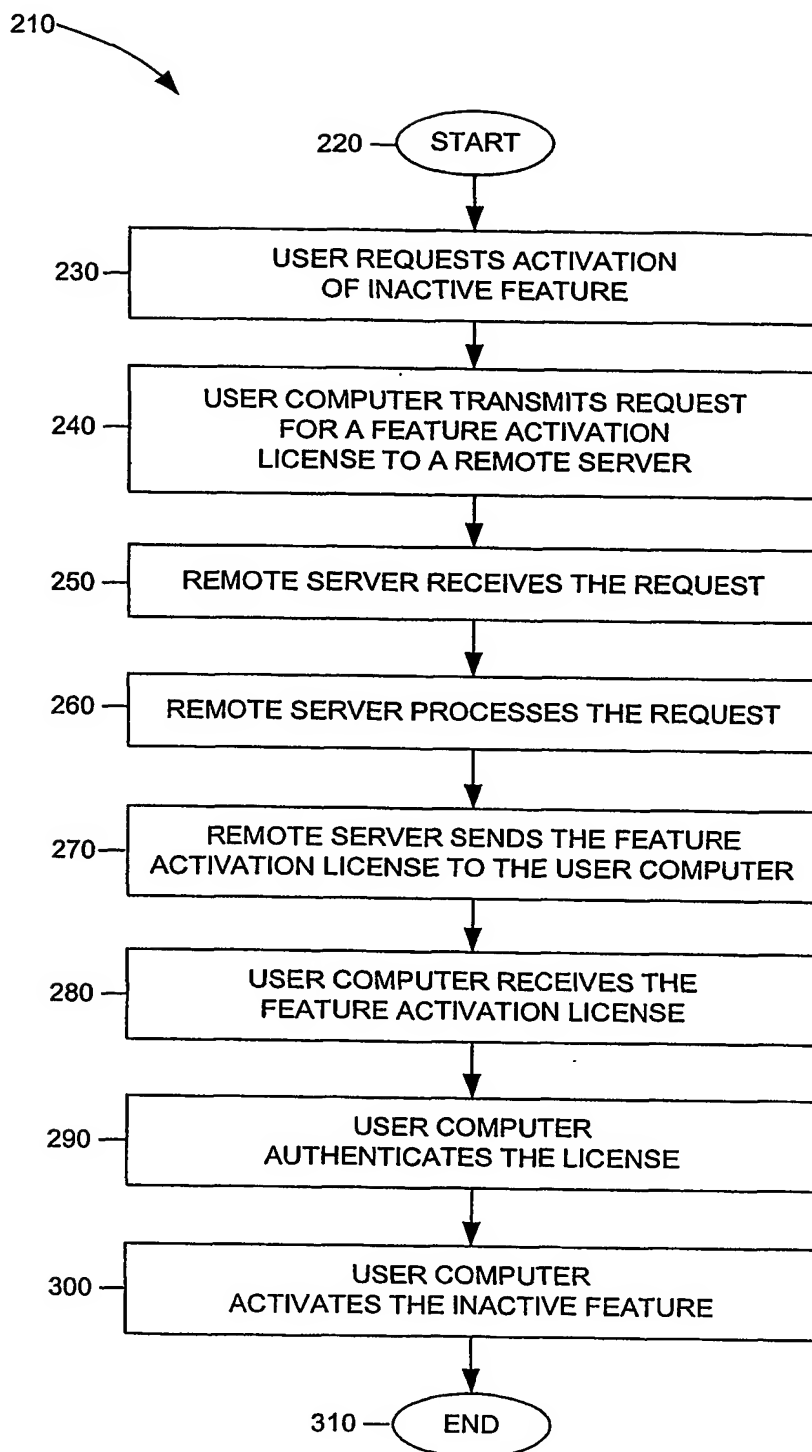 210
220
START
230
USER REQUESTS ACTIVATION
OF INACTIVE FEATURE
240
USER COMPUTER TRANSMITS REQUEST
FOR A FEATURE ACTIVATION
LICENSE TO A REMOTE SERVER
250
REMOTE SERVER RECEIVES THE REQUEST
260
REMOTE SERVER PROCESSES THE REQUEST
270
REMOTE SERVER SENDS THE FEATURE
ACTIVATION LICENSE TO THE USER COMPUTER
280
USER COMPUTER RECEIVES THE
FEATURE ACTIVATION LICENSE
290
USER COMPUTER
AUTHENTICATES THE LICENSE
300
USER COMPUTER
ACTIVATES THE INACTIVE FEATURE
310
END